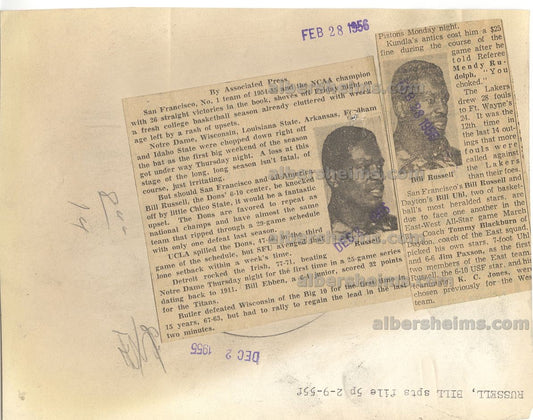 FEB 28 1956
By Associated Press
San Francisco, No. 1 team of 1954-55 and the NCAA champion
with 26 straight victories in the book, shoves off Friday night on
a fresh college basketball season already cluttered with wreck
age left by a rash of upsets.
Notre Dame, Wisconsin, Louisiana State, Arkansas, Fordham
and Idaho State were chopped down right off
the bat as the first big weekend of the season
got under way Thursday night. A loss at this
stage of the long, long season isn't fatal, of
course, just irritating.
But should San Francisco and
Bill Russell, the Dons' 6-10 center, be knocked
off by little Chico State, it would be fantastic
upset. The Dons are favored to repeat as
national champs and have almost the same
team that ripped through a 29-game schedule
with only one defeat last season.
UCLA spilled the Dons, 47-40 in the third
game of the schedule, but SFU avenged that
lone setback within a week's time.
Detroit rocked the Irish, 77-71, beating
Notre Dame Thursday night for the first time in a 25-game series
dating back to 1911. Bill Ebben, a 6-4½ junior, scored 32 points
for the Titans.
Butler defeated Wisconsin of the Big 10 for the first time in
15 years, 67-65, but had to rally to regain the lead in the last
two minutes.
Russell
DEC 2 1955
Pistons Monday night.
Kundla's antics cost him a $25
fine during the course of the
game after he
told Referee
Mendy Ru-
dolph, "You
choked."
The Lakers
drew 28 fouls
to Ft. Wayne's
24. It was the
12th time in
the last 14 out-
ings that more
fouls were
called against
the Lakers
than their foes.
Bill Russell
San Francisco's Bill Russell and
Dayton's Bill Uhl, two of basket-
ball's most heralded stars, are
due to face one another in the
East-West All-Star game March
Coach Tommy Blackburn of
Dayton, coach of the East squad,
picked his own stars, 7-foot Uhl
and 6-6 Jim Paxson, as the first
two members of the East team.
Russell, the 6-10 USF star, and his
teammate, K. C. Jones, were
chosen previously for the West
team.
DEC 2 1955
RUSSELL, BILL spts file 5p 2-9-55f
albersheims.com
albersheims.com
albersheims.com